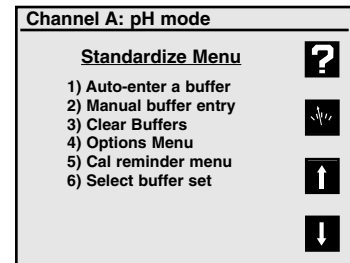 Channel A: pH mode
Standardize Menu
?
1) Auto-enter a buffer
2) Manual buffer entry
3) Clear Buffers
4) Options Menu
5) Cal reminder menu
6) Select buffer set